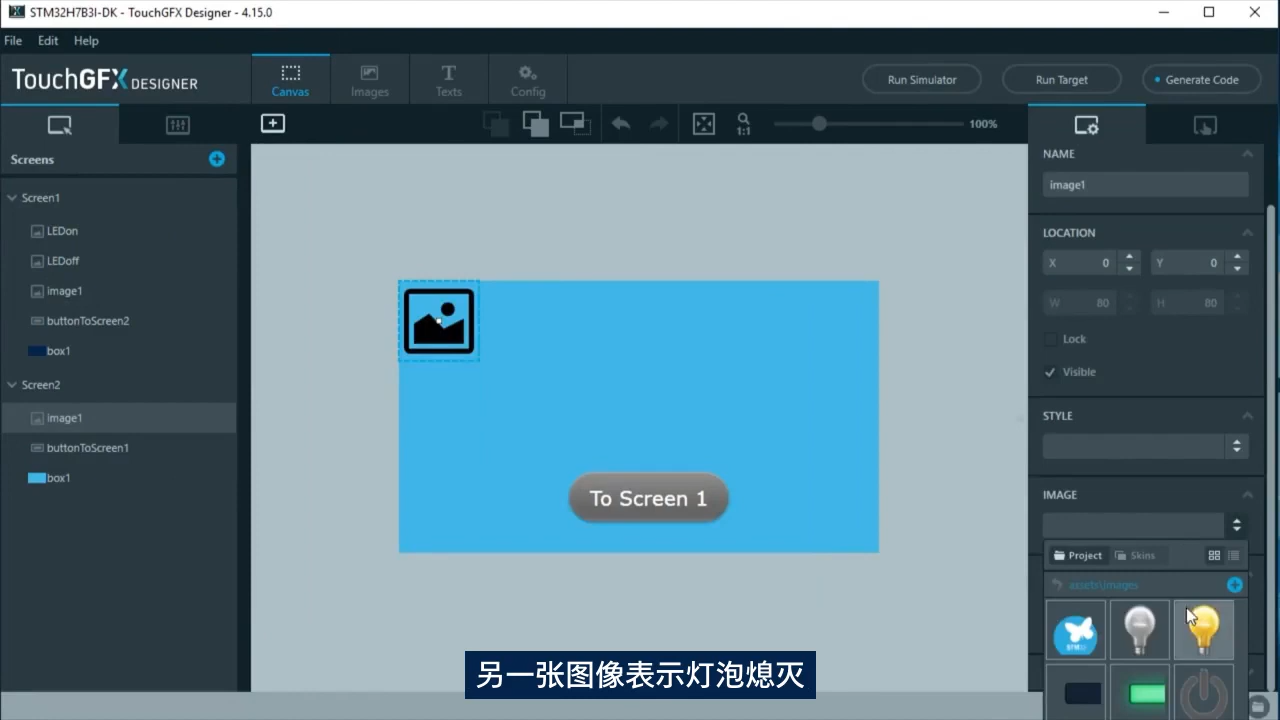 STM32H7B3I-DK - TouchGFX Designer - 4.15.0
File Edit Help
TouchGFX DESIGNER
Canvas
Images
Texts
Config
Run Simulator
Run Target
Generate Code
1:1
100%
Screens
Screen1
LEDon
LEDoff
image1
buttonToScreen2
box1
Screen2
image1
buttonToScreen1
box1
To Screen 1
NAME
image1
LOCATION
X 0 Y 0
W 80 H 80
Lock
Visible
STYLE
IMAGE
Project Skins
assets\images
另一张图像表示灯泡熄灭